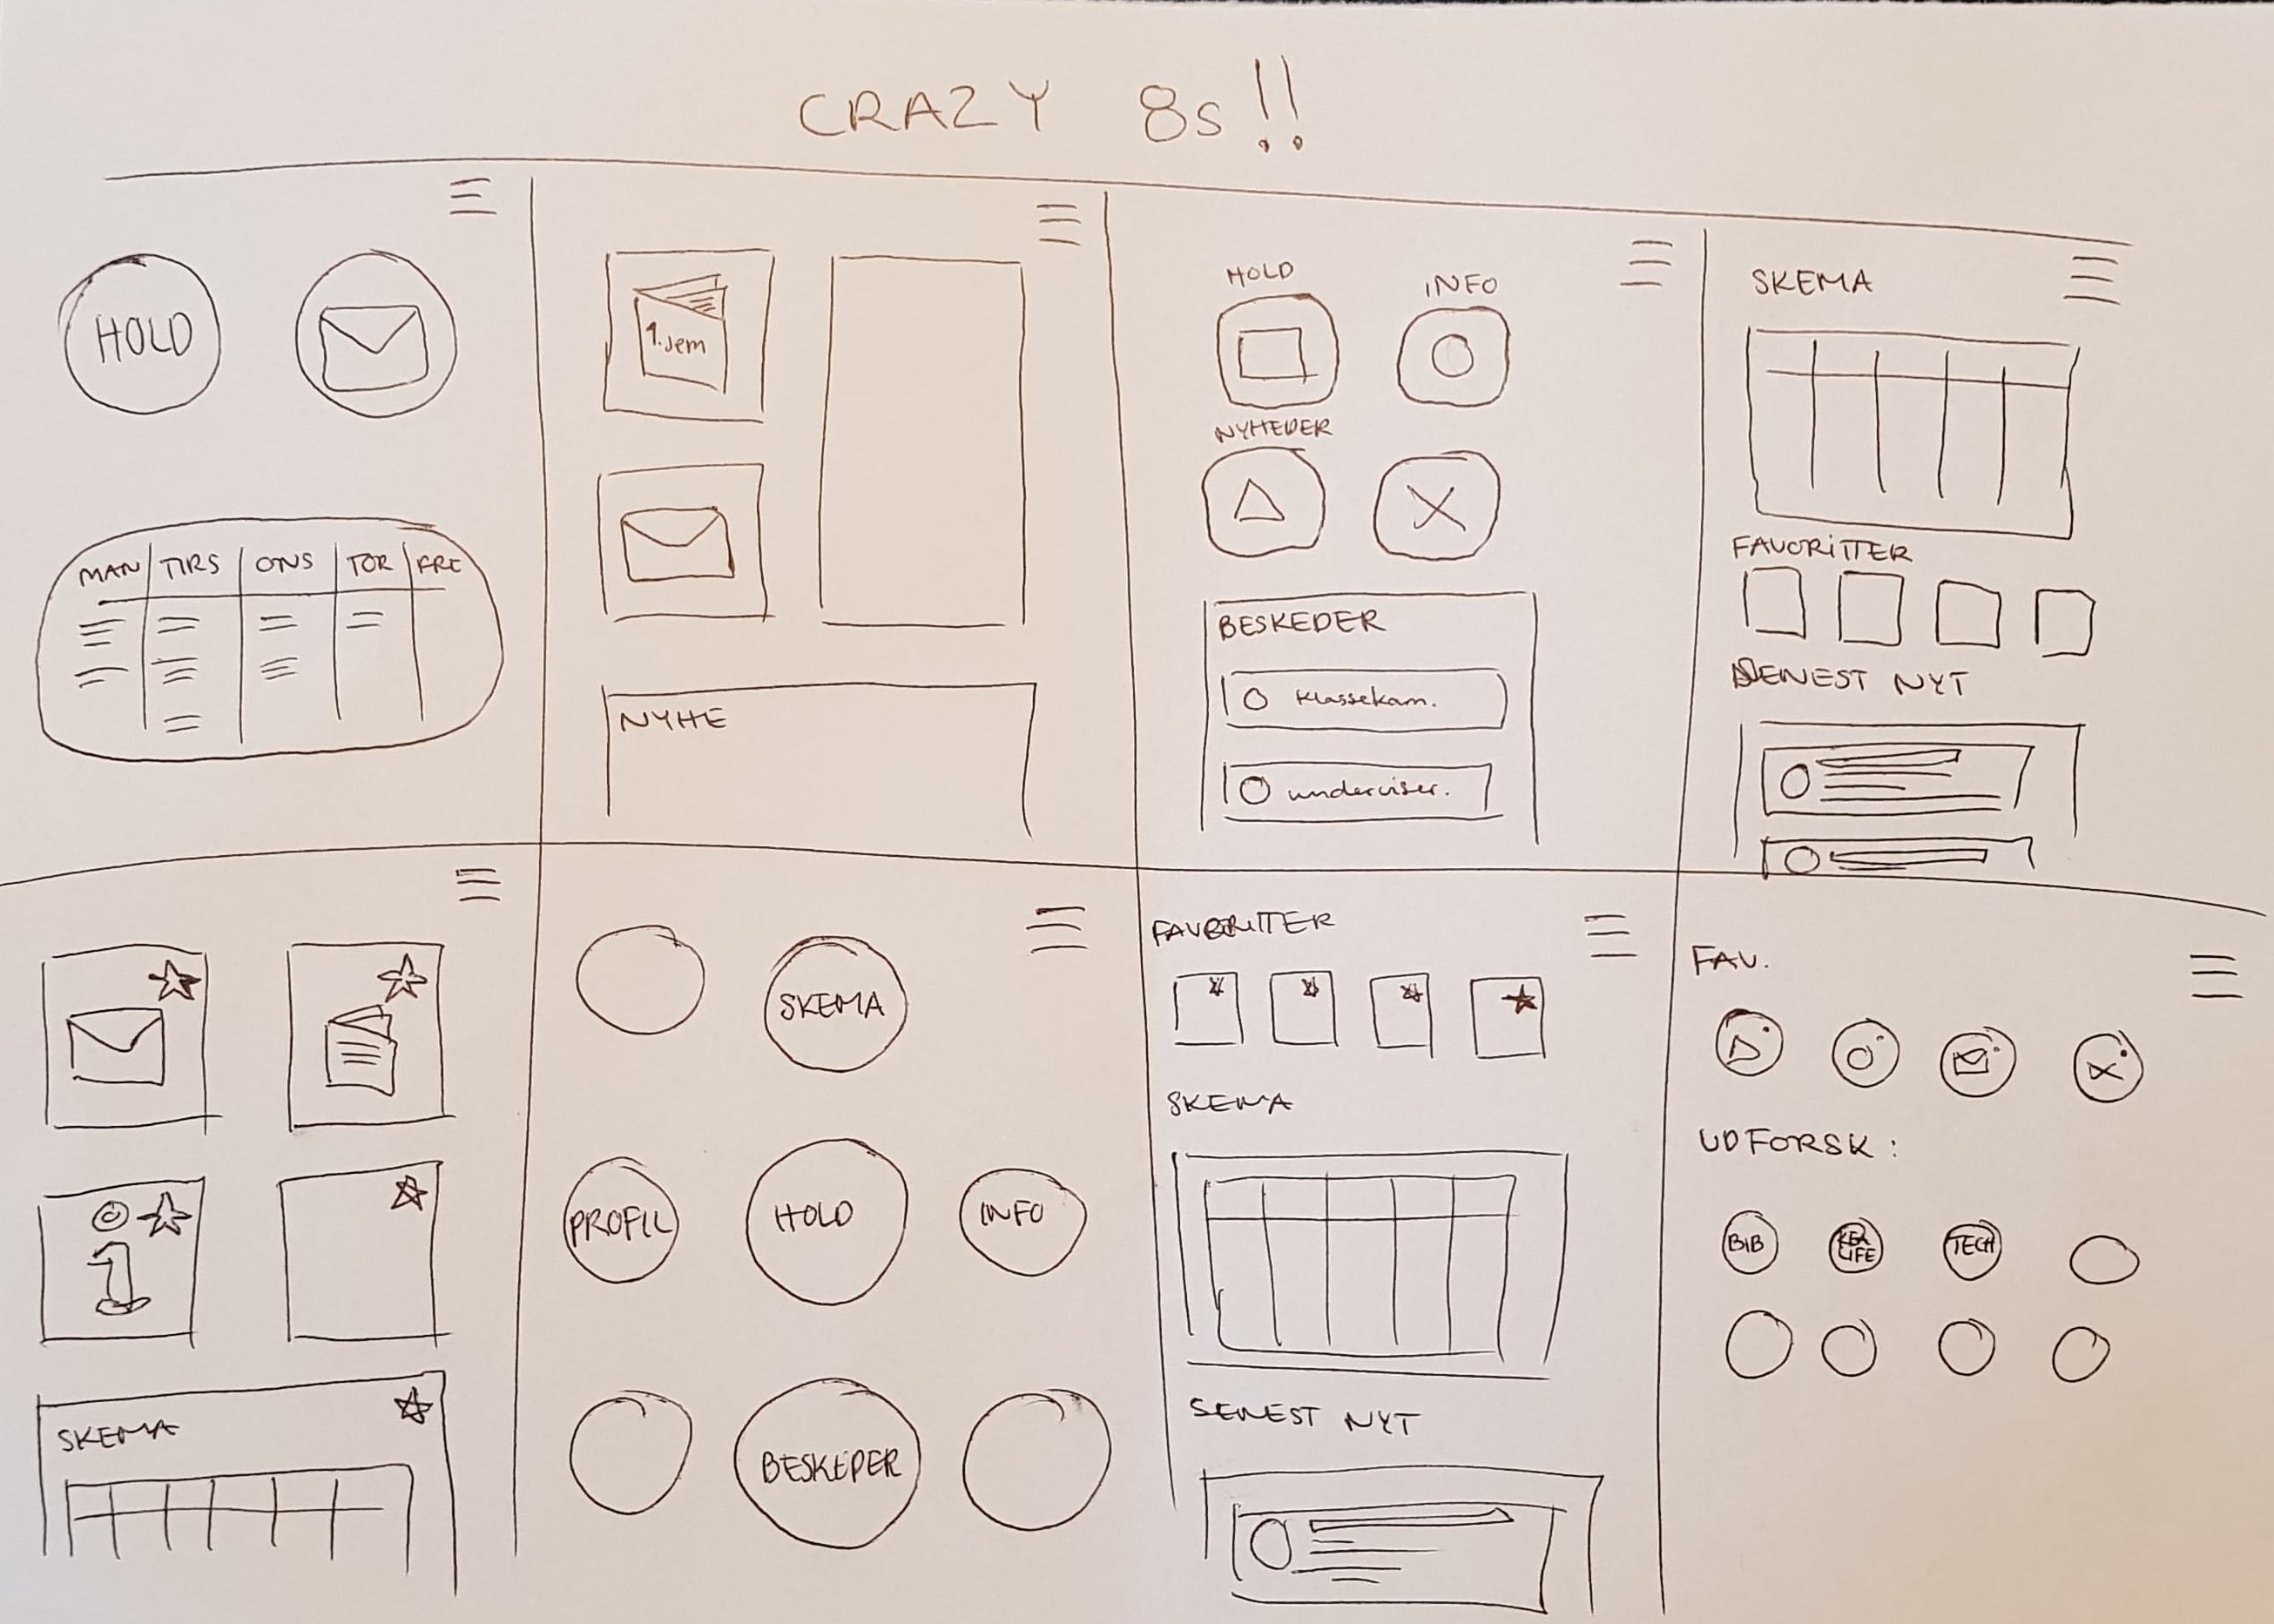 CRAZY 8s!!
HOLD
MAN TIRS ONS TOR FRE
1. sem
NYHE
HOLD INFO
NYHEDER
BESKEDER
Klassekam.
underviser.
SKEMA
FAVORITTER
SENEST NYT
SKEMA
SKEMA
PROFIL HOLD INFO
BESKEDER
FAVORITTER
SKEMA
SENEST NYT
FAV.
UDFORSK:
BIB KEA LIFE TECH